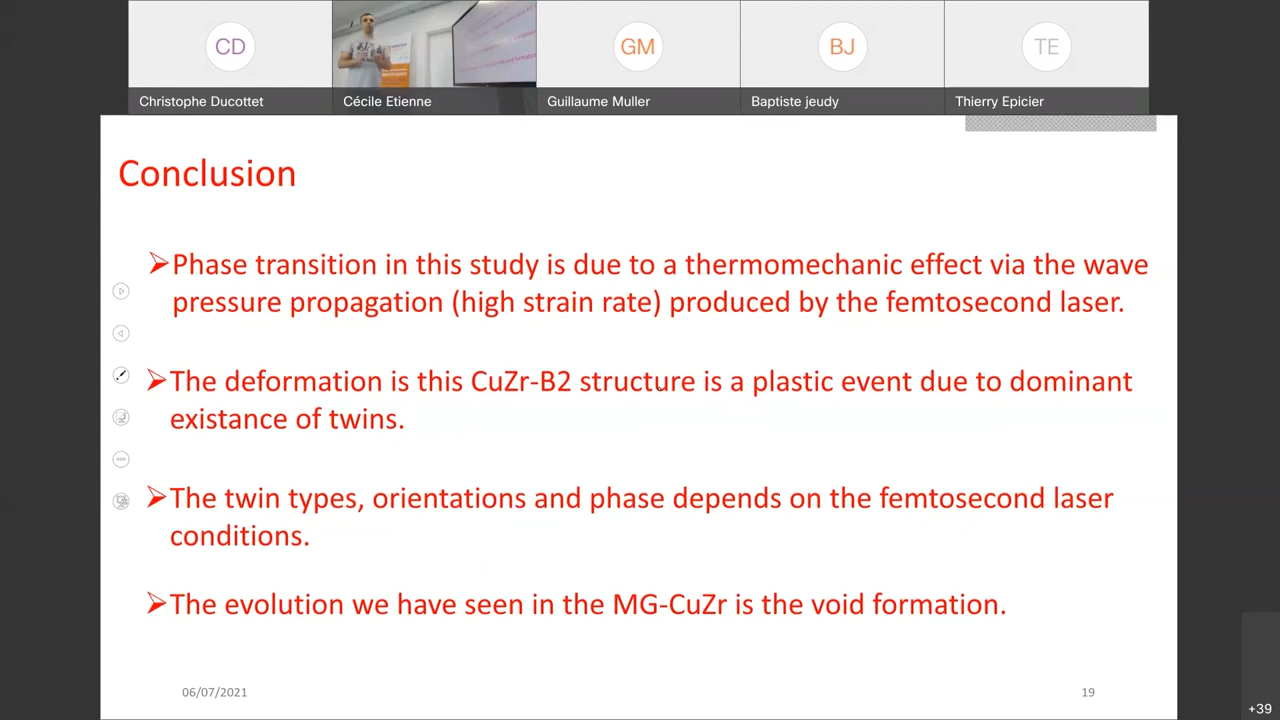 CD
GM
BJ
TE
Christophe Ducottet
Cécile Etienne
Guillaume Muller
Baptiste jeudy
Thierry Epicier
Conclusion
Phase transition in this study is due to a thermomechanic effect via the wave
pressure propagation (high strain rate) produced by the femtosecond laser.
The deformation is this CuZr-B2 structure is a plastic event due to dominant
existance of twins.
The twin types, orientations and phase depends on the femtosecond laser
conditions.
The evolution we have seen in the MG-CuZr is the void formation.
06/07/2021
19
+39